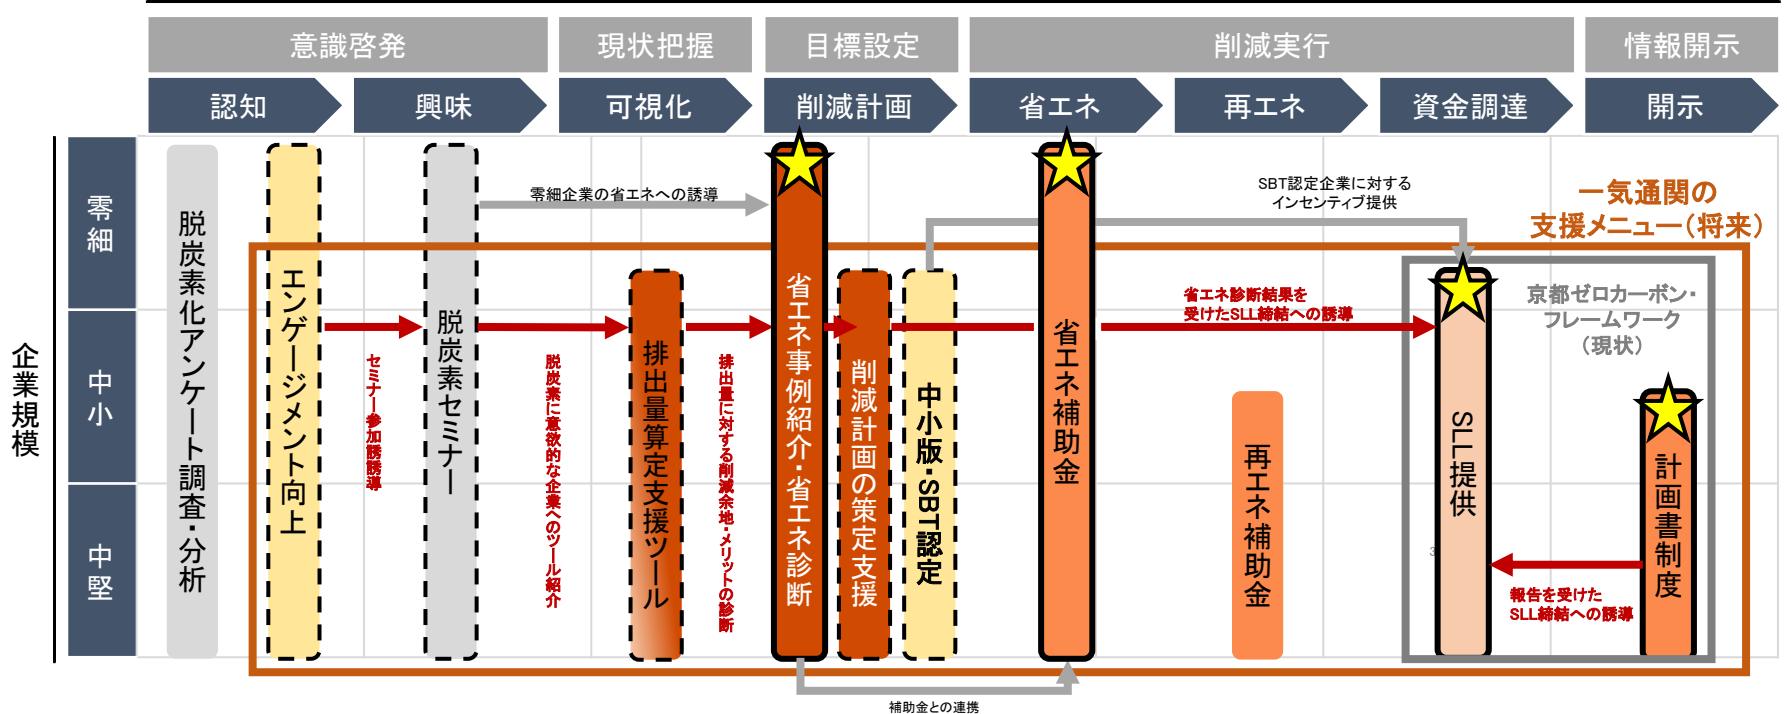 意識啓発
現状把握
目標設定
削減実行
情報開示
認知
興味
可視化
削減計画
省エネ
再エネ
資金調達
開示
企業規模
零細
中小
中堅
脱炭素化アンケート調査・分析
エンゲージメント向上
セミナー参加誘誘導
脱炭素セミナー
零細企業の省エネへの誘導
脱炭素に意欲的な企業へのツール紹介
排出量算定支援ツール
排出量に対する削減余地・メリットの診断
省エネ事例紹介・省エネ診断
削減計画の策定支援
中小版・SBT認定
補助金との連携
省エネ補助金
SBT認定企業に対する
インセンティブ提供
省エネ診断結果を
受けたSLL締結への誘導
再エネ補助金
一気通関の
支援メニュー（将来）
京都ゼロカーボン・
フレームワーク
（現状）
SLL提供
3
計画書制度
報告を受けた
SLL締結への誘導